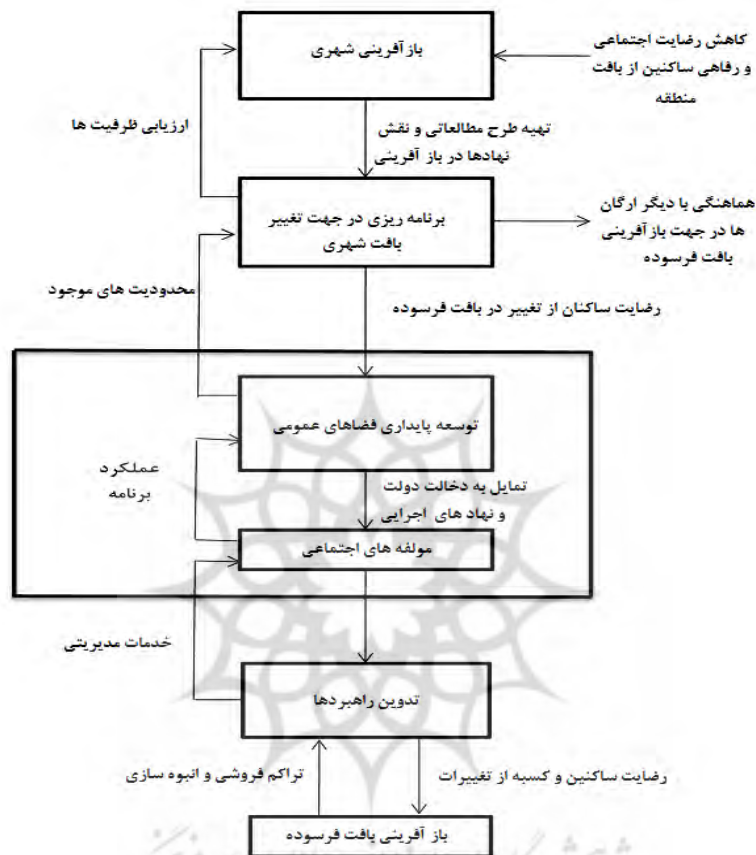 باز آفرینی شهری
کاهش رضایت اجتماعی
و رفاهی ساکنین از بافت
منطقه
ارزیابی ظرفیت ها
تهیه طرح مطالعاتی و نقش
نهادها در باز آفرینی
برنامه ریزی در جهت تغییر
بافت شهری
هماهنگی با دیگر ارگان
ها در جهت بازآفرینی
بافت فرسوده
محدودیت های موجود
رضایت ساکنان از تغییر در بافت فرسوده
توسعه پایداری فضاهای عمومی
عملکرد
برنامه
تمایل به دخالت دولت
و نهاد های اجرایی
مولفه های اجتماعی
خدمات مدیریتی
تدوین راهبردها
تراکم فروشی و انبوه سازی
رضایت ساکنین و کسبه از تغییرات
باز آفرینی بافت فرسوده